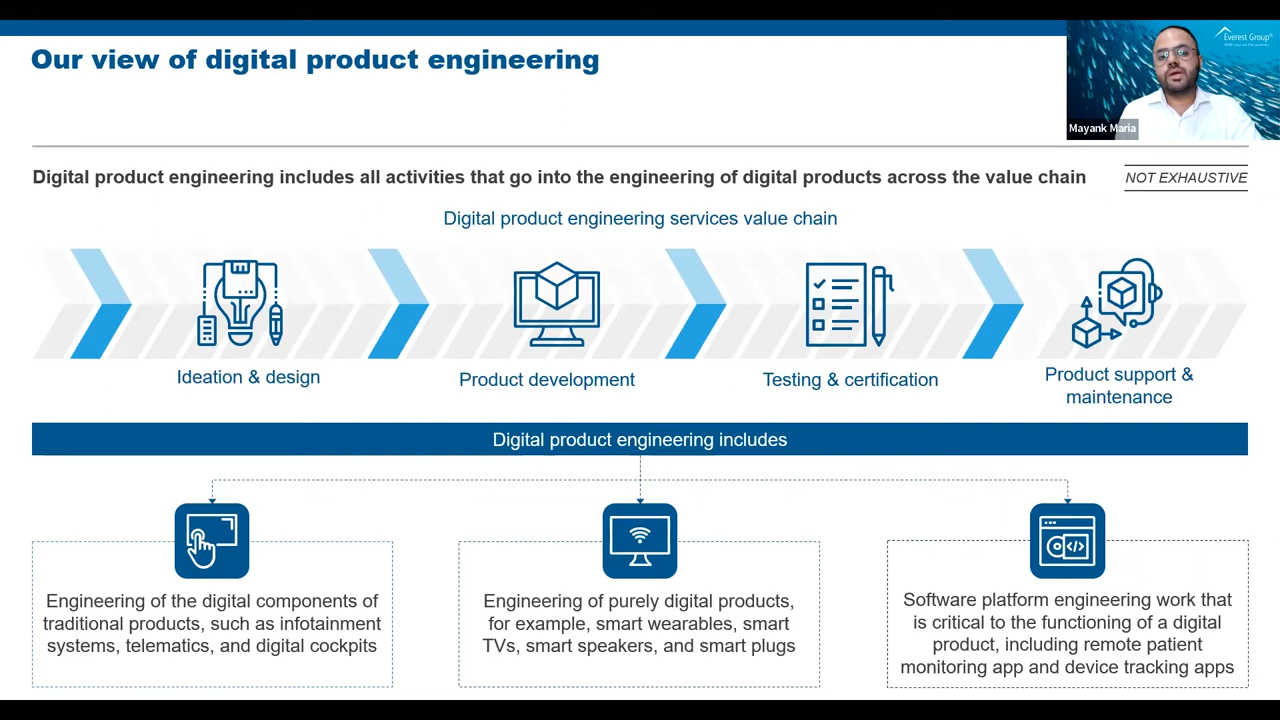 Our view of digital product engineering
Everest Group®
With you on the journey
Mayank Maria
Digital product engineering includes all activities that go into the engineering of digital products across the value chain
NOT EXHAUSTIVE
Digital product engineering services value chain
Ideation & design
Product development
Testing & certification
Product support &
maintenance
Digital product engineering includes
Engineering of the digital components of
traditional products, such as infotainment
systems, telematics, and digital cockpits
Engineering of purely digital products,
for example, smart wearables, smart
TVs, smart speakers, and smart plugs
Software platform engineering work that
is critical to the functioning of a digital
product, including remote patient
monitoring app and device tracking apps